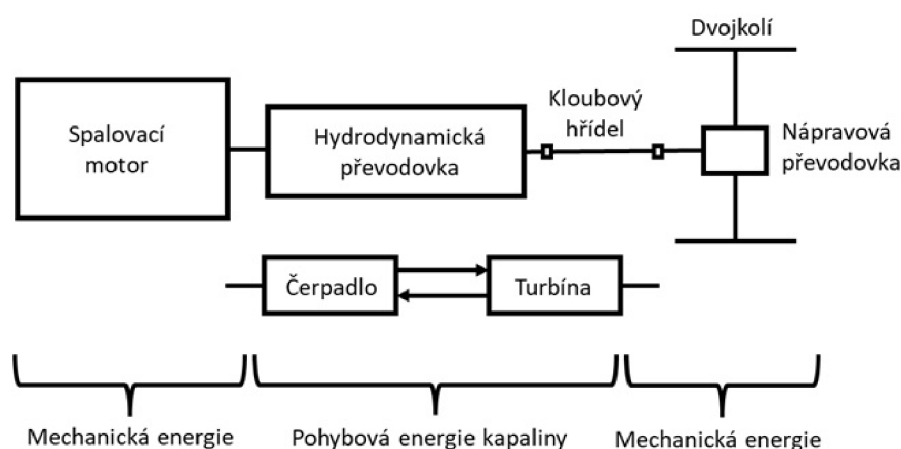 Dvojkolí
Spalovací
motor
Hydrodynamická
převodovka
Kloubový
hřídel
Nápravová
převodovka
Čerpadlo
Turbína
Mechanická energie
Pohybová energie kapaliny
Mechanická energie